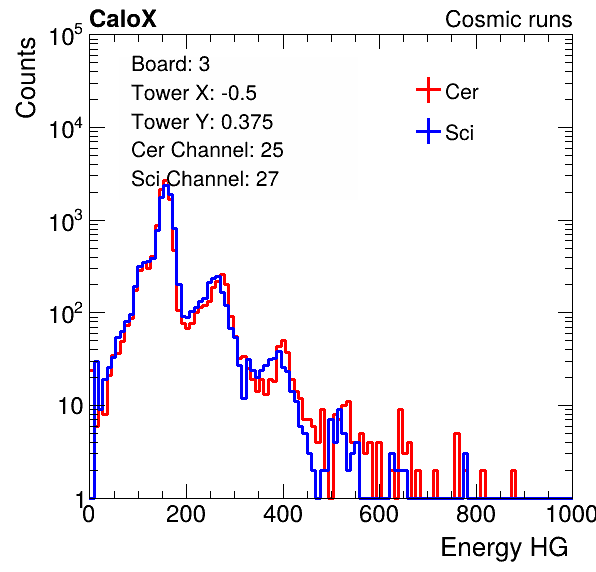 CaloX Cosmic runs
Counts
Board: 3
Tower X: -0.5
Tower Y: 0.375
Cer Channel: 25
Sci Channel: 27
Cer
Sci
10^5
10^4
10^3
10^2
10
1
0 200 400 600 800 1000
Energy HG